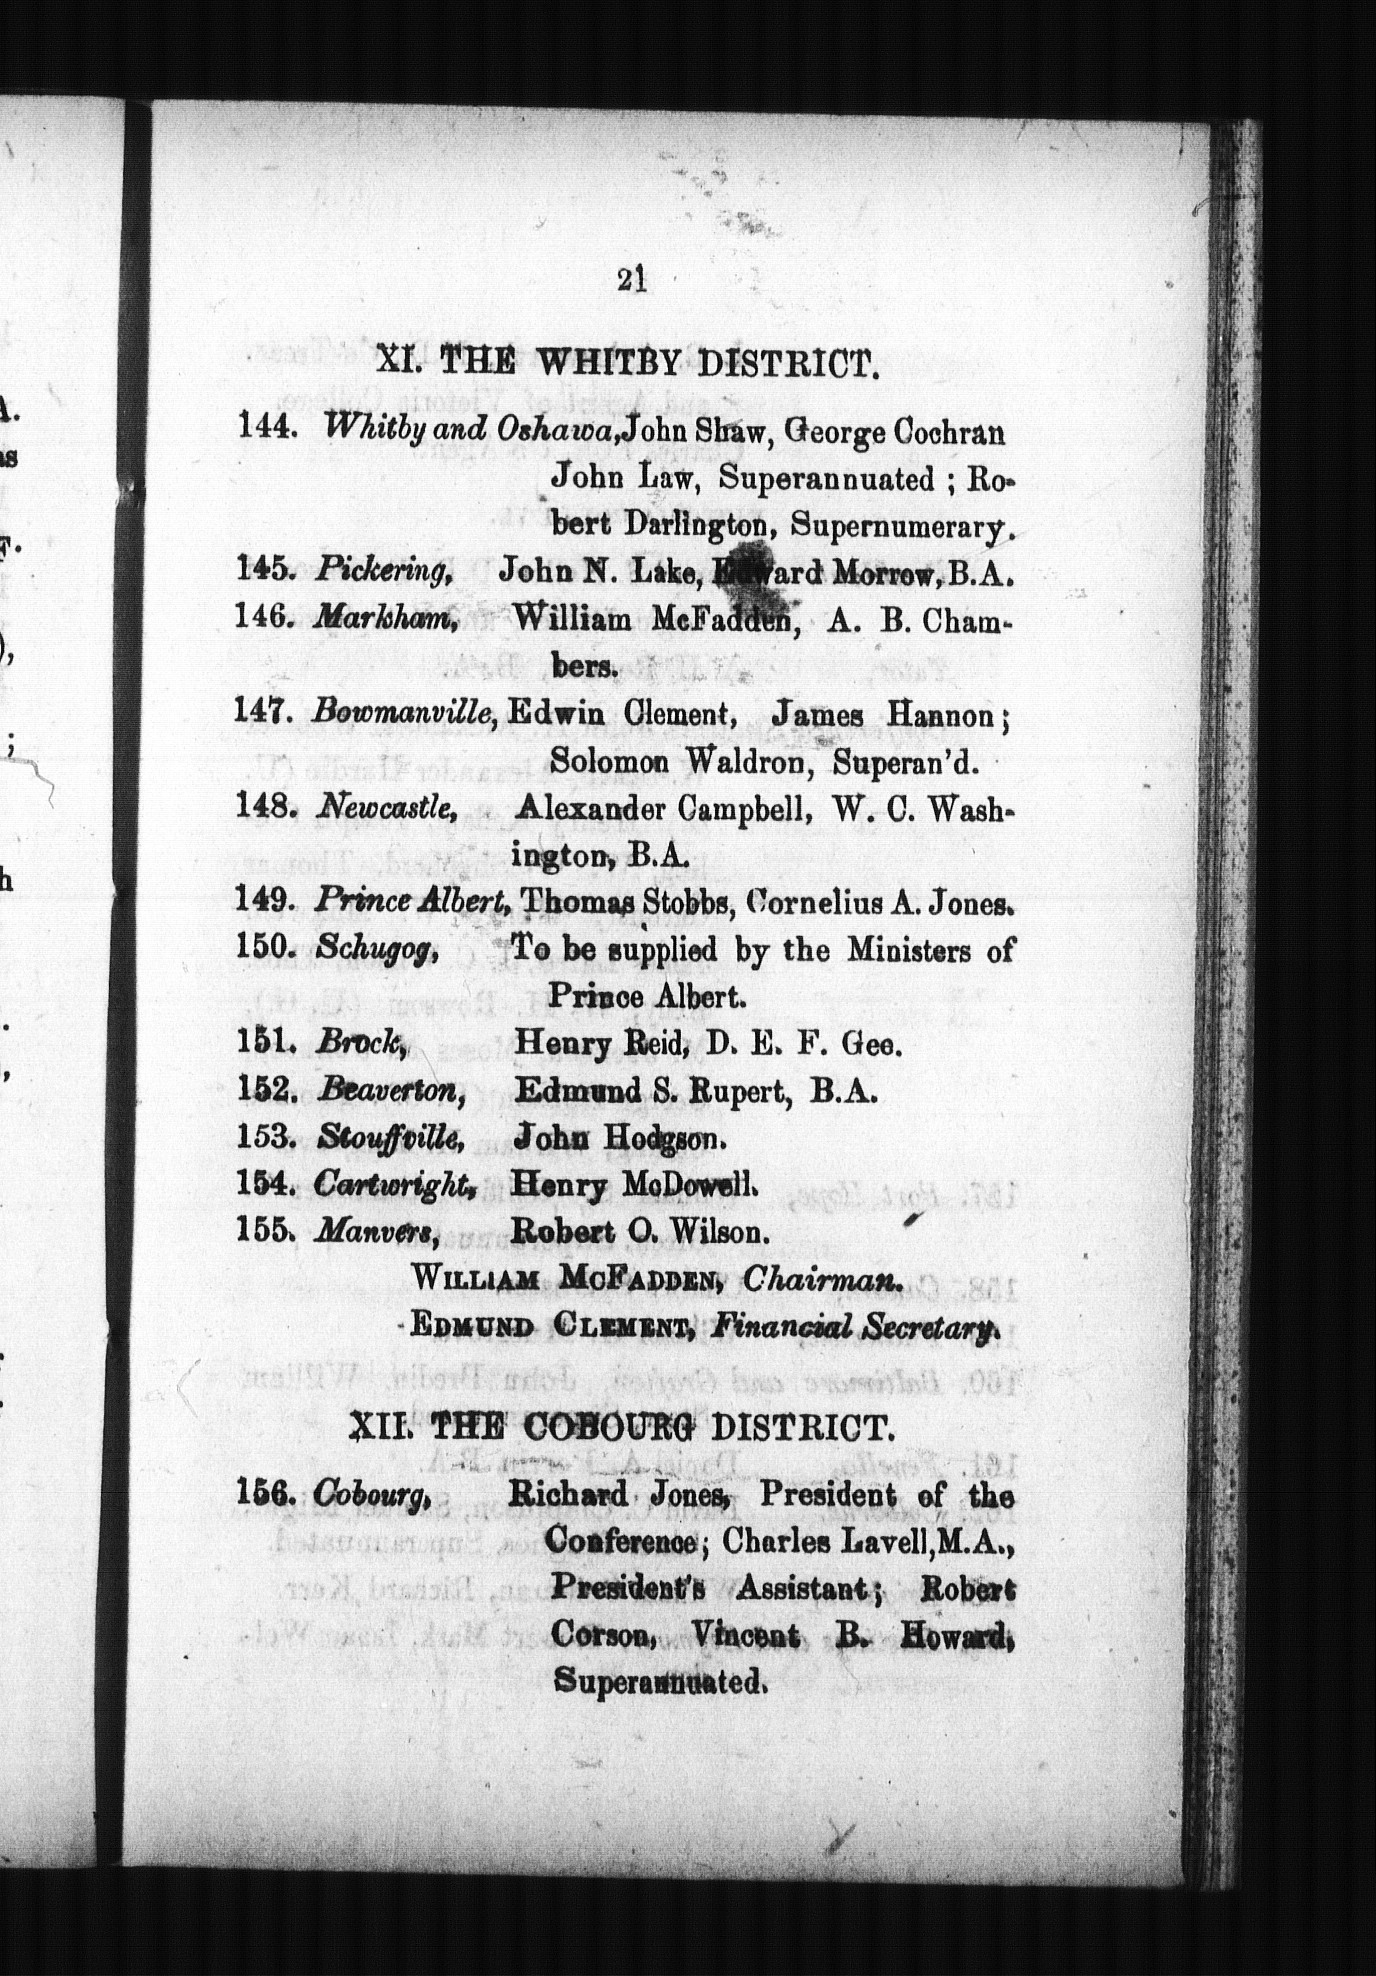 21
XI. THE WHITBY DISTRICT.
144. Whitby and Oshawa, John Shaw, George Cochran
John Law, Superannuated ; Ro-
bert Darlington, Supernumerary.
145. Pickering, John N. Lake, Edward Morrow, B.A.
146. Markham, William McFadden, A. B. Cham-
bers.
147. Bowmanville, Edwin Clement, James Hannon;
Solomon Waldron, Superan'd.
148. Newcastle, Alexander Campbell, W. C. Wash-
ington, B.A.
149. Prince Albert, Thomas Stobbs, Cornelius A. Jones.
150. Schugog, To be supplied by the Ministers of
Prince Albert.
151. Brock, Henry Reid, D. E. F. Gee.
152. Beaverton, Edmund S. Rupert, B.A.
153. Stouffville, John Hodgson.
154. Cartwright, Henry McDowell.
155. Manvers, Robert O. Wilson.
WILLIAM MCFADDEN, Chairman.
EDMUND CLEMENT, Financial Secretary.
XII. THE COBOURG DISTRICT.
156. Cobourg, Richard Jones, President of the
Conference; Charles Lavell, M.A.,
President's Assistant; Robert
Corson, Vincent B. Howard,
Superannuated.